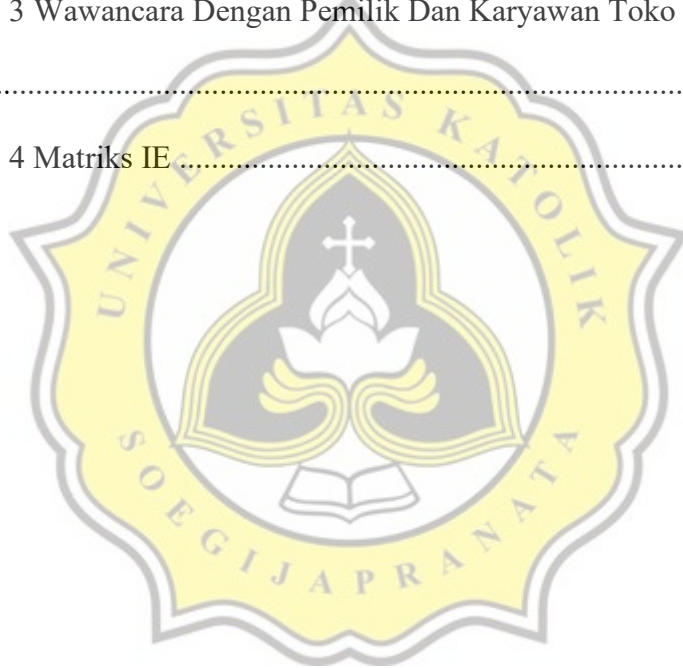 3 Wawancara Dengan Pemilik Dan Karyawan Toko
................................................................................................
4 Matriks IE .......................................................................
UNIVERSITAS KATOLIK
SOEGIJAPRANATA